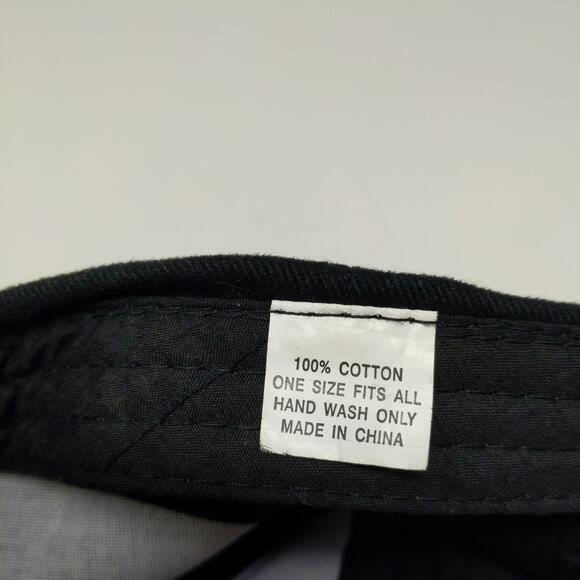 100% COTTON
ONE SIZE FITS ALL
HAND WASH ONLY
MADE IN CHINA